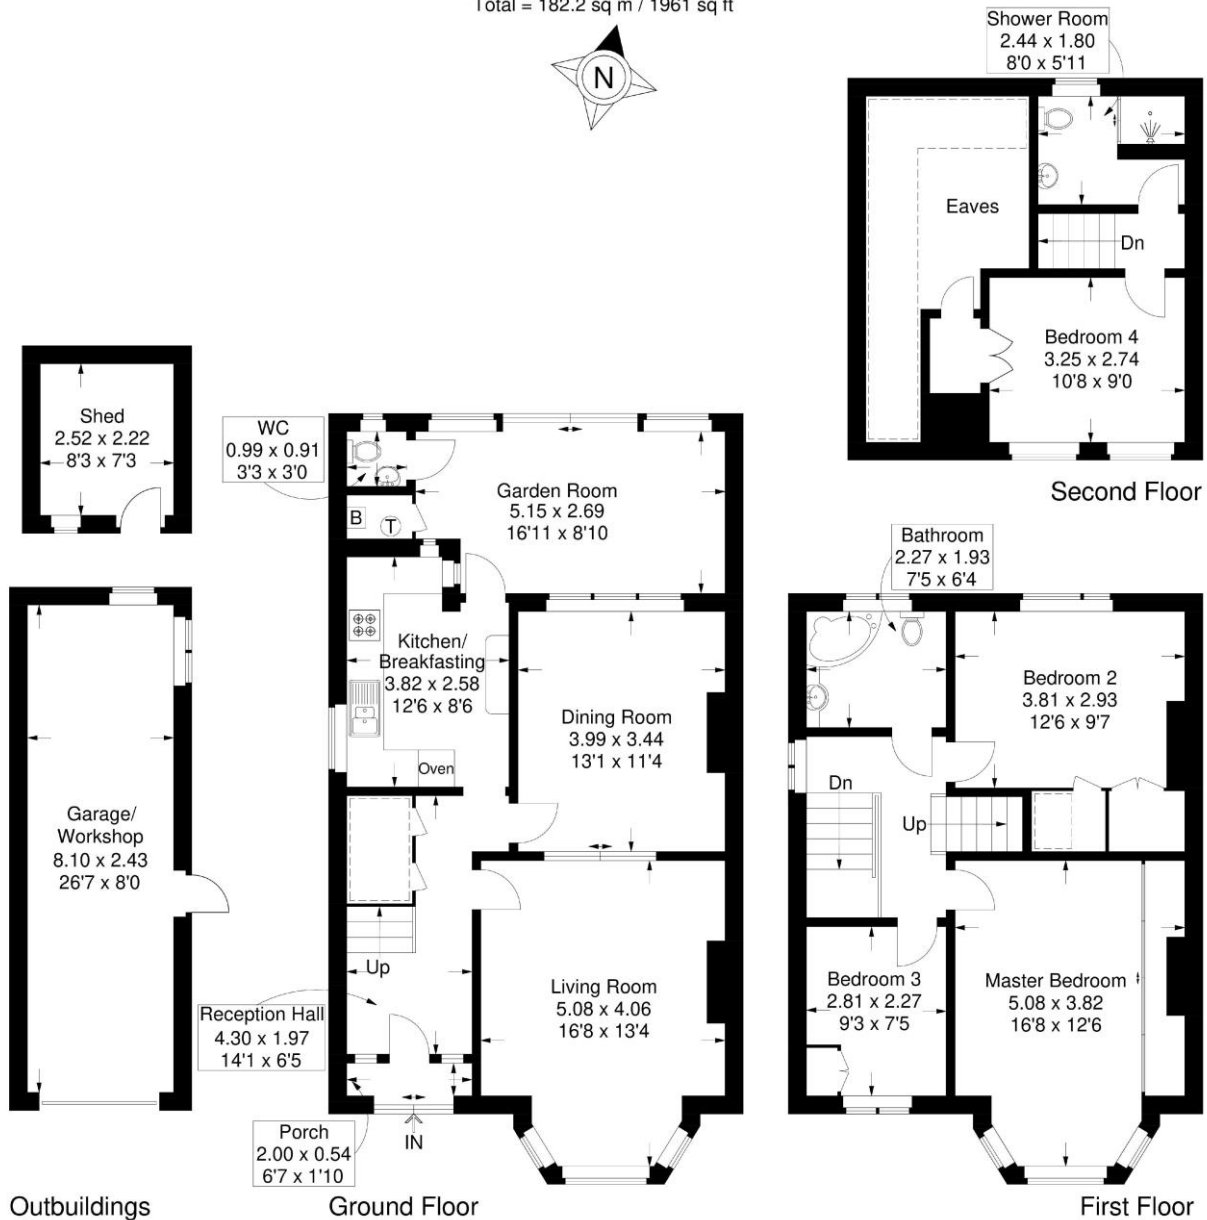 Total = 182.2 sq m / 1961 sq ft
N
Shower Room
2.44 x 1.80
8'0 x 5'11
Eaves
Dn
Bedroom 4
3.25 x 2.74
10'8 x 9'0
Second Floor
Shed
2.52 x 2.22
8'3 x 7'3
WC
0.99 x 0.91
3'3 x 3'0
B
T
Garden Room
5.15 x 2.69
16'11 x 8'10
Kitchen/
Breakfasting
3.82 x 2.58
12'6 x 8'6
Oven
Dining Room
3.99 x 3.44
13'1 x 11'4
Bathroom
2.27 x 1.93
7'5 x 6'4
Bedroom 2
3.81 x 2.93
12'6 x 9'7
Dn
Up
Garage/
Workshop
8.10 x 2.43
26'7 x 8'0
Up
Living Room
5.08 x 4.06
16'8 x 13'4
Reception Hall
4.30 x 1.97
14'1 x 6'5
Bedroom 3
2.81 x 2.27
9'3 x 7'5
Master Bedroom
5.08 x 3.82
16'8 x 12'6
Porch
2.00 x 0.54
6'7 x 1'10
IN
Outbuildings
Ground Floor
First Floor